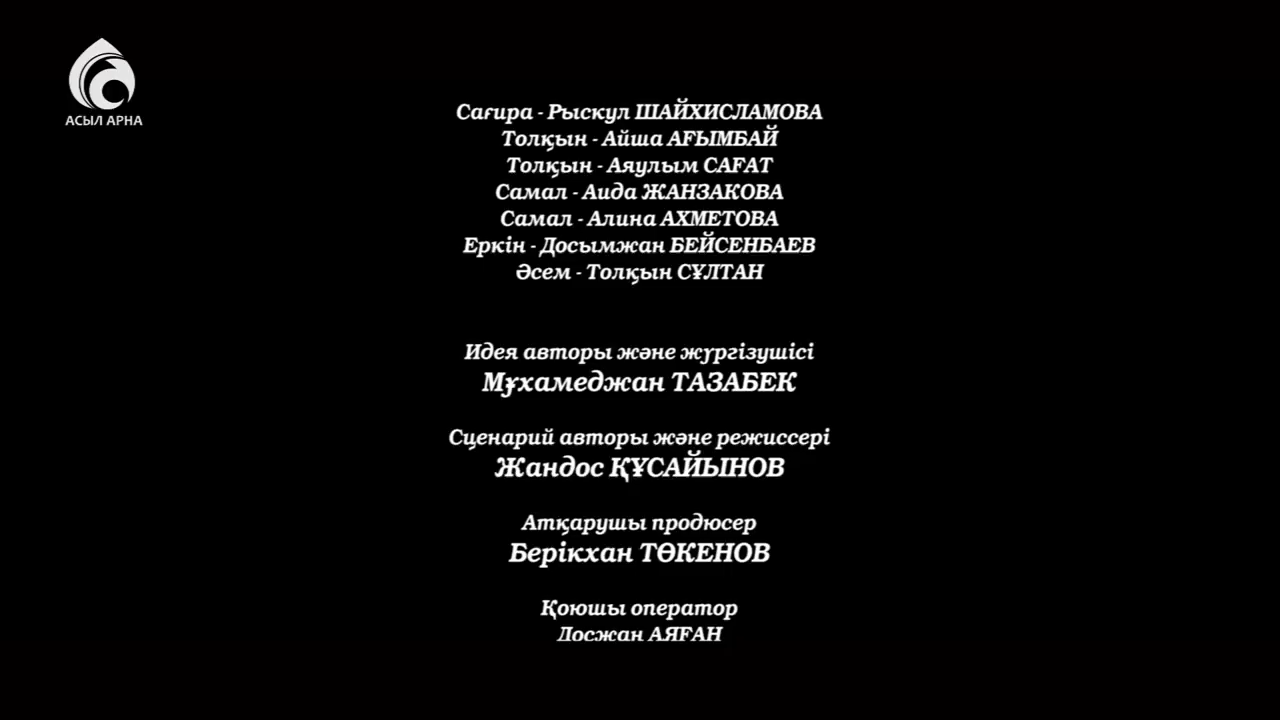 АСЫЛ АРНА
Сағира - Рыскул ШАЙХИСЛАМОВА
Толқын - Айша АҒЫМБАЙ
Толқын - Аяулым САҒАТ
Самал - Аида ЖАНЗАКОВА
Самал - Алина АХМЕТОВА
Еркін - Досымжан БЕЙСЕНБАЕВ
Әсем - Толқын СҰЛТАН
Идея авторы және жүргізушісі
Мұхамеджан ТАЗАБЕК
Сценарий авторы және режиссері
Жандос ҚҰСАЙЫНОВ
Атқарушы продюсер
Берікхан ТӨКЕНОВ
Қоюшы оператор
Досжан АЯҒАН